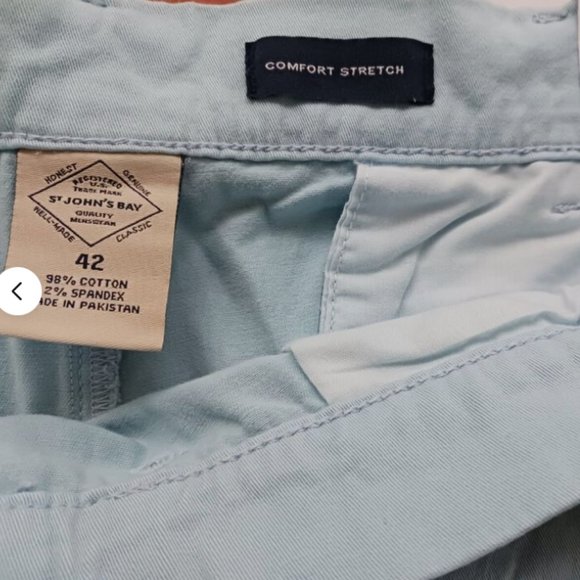 COMFORT STRETCH
HONEST
GENUINE
REGISTERED
U.S.
TRADE MARK
ST JOHN'S BAY
QUALITY
MENSWEAR
WELL-MADE
CLASSIC
42
98% COTTON
2% SPANDEX
MADE IN PAKISTAN